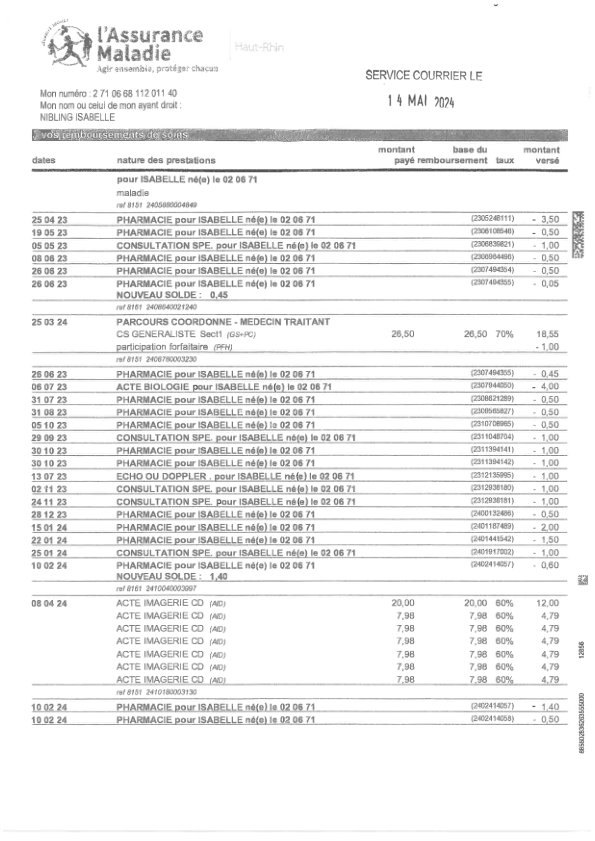 l'Assurance
Maladie
Agir ensemble, protéger chacun
Haut-Rhin
SERVICE COURRIER LE
14 MAI 2024
Mon numéro : 2 71 06 68 112 011 40
Mon nom ou celui de mon ayant droit :
NIBLING ISABELLE
vos remboursements de soins
dates nature des prestations montant payé base du remboursement taux montant versé
pour ISABELLE né(e) le 02 06 71
maladie
ref 8151 2405880004849
25 04 23 PHARMACIE pour ISABELLE né(e) le 02 06 71 (2305248111) - 3,50
19 05 23 PHARMACIE pour ISABELLE né(e) le 02 06 71 (2306108546) - 0,50
05 05 23 CONSULTATION SPE. pour ISABELLE né(e) le 02 06 71 (2306839821) - 1,00
08 06 23 PHARMACIE pour ISABELLE né(e) le 02 06 71 (2306964496) - 0,50
26 06 23 PHARMACIE pour ISABELLE né(e) le 02 06 71 (2307494354) - 0,50
26 06 23 PHARMACIE pour ISABELLE né(e) le 02 06 71 (2307494355) - 0,05
NOUVEAU SOLDE : 0,45
ref 8161 2408640021240
25 03 24 PARCOURS COORDONNE - MEDECIN TRAITANT
CS GENERALISTE Sect1 (GS+PC) 26,50 26,50 70% 18,55
participation forfaitaire (PFH) - 1,00
ref 8151 2408780003230
26 06 23 PHARMACIE pour ISABELLE né(e) le 02 06 71 (2307494355) - 0,45
06 07 23 ACTE BIOLOGIE pour ISABELLE né(e) le 02 06 71 (2307944050) - 4,00
31 07 23 PHARMACIE pour ISABELLE né(e) le 02 06 71 (2308621289) - 0,50
31 08 23 PHARMACIE pour ISABELLE né(e) le 02 06 71 (2309565827) - 0,50
05 10 23 PHARMACIE pour ISABELLE né(e) le 02 06 71 (2310708965) - 0,50
29 09 23 CONSULTATION SPE. pour ISABELLE né(e) le 02 06 71 (2311048704) - 1,00
30 10 23 PHARMACIE pour ISABELLE né(e) le 02 06 71 (2311394141) - 1,00
30 10 23 PHARMACIE pour ISABELLE né(e) le 02 06 71 (2311394142) - 1,00
13 07 23 ECHO OU DOPPLER . pour ISABELLE né(e) le 02 06 71 (2312135995) - 1,00
02 11 23 CONSULTATION SPE. pour ISABELLE né(e) le 02 06 71 (2312938180) - 1,00
24 11 23 CONSULTATION SPE. pour ISABELLE né(e) le 02 06 71 (2312938181) - 1,00
28 12 23 PHARMACIE pour ISABELLE né(e) le 02 06 71 (2400132486) - 0,50
15 01 24 PHARMACIE pour ISABELLE né(e) le 02 06 71 (2401187489) - 2,00
22 01 24 PHARMACIE pour ISABELLE né(e) le 02 06 71 (2401441542) - 1,50
25 01 24 CONSULTATION SPE. pour ISABELLE né(e) le 02 06 71 (2401917002) - 1,00
10 02 24 PHARMACIE pour ISABELLE né(e) le 02 06 71 (2402414057) - 0,60
NOUVEAU SOLDE : 1,40
ref 8161 2410040003997
08 04 24 ACTE IMAGERIE CD (AID) 20,00 20,00 60% 12,00
ACTE IMAGERIE CD (AID) 7,98 7,98 60% 4,79
ACTE IMAGERIE CD (AID) 7,98 7,98 60% 4,79
ACTE IMAGERIE CD (AID) 7,98 7,98 60% 4,79
ACTE IMAGERIE CD (AID) 7,98 7,98 60% 4,79
ACTE IMAGERIE CD (AID) 7,98 7,98 60% 4,79
ACTE IMAGERIE CD (AID) 7,98 7,98 60% 4,79
ref 8151 2410180003130
10 02 24 PHARMACIE pour ISABELLE né(e) le 02 06 71 (2402414057) - 1,40
10 02 24 PHARMACIE pour ISABELLE né(e) le 02 06 71 (2402414058) - 0,50
12856